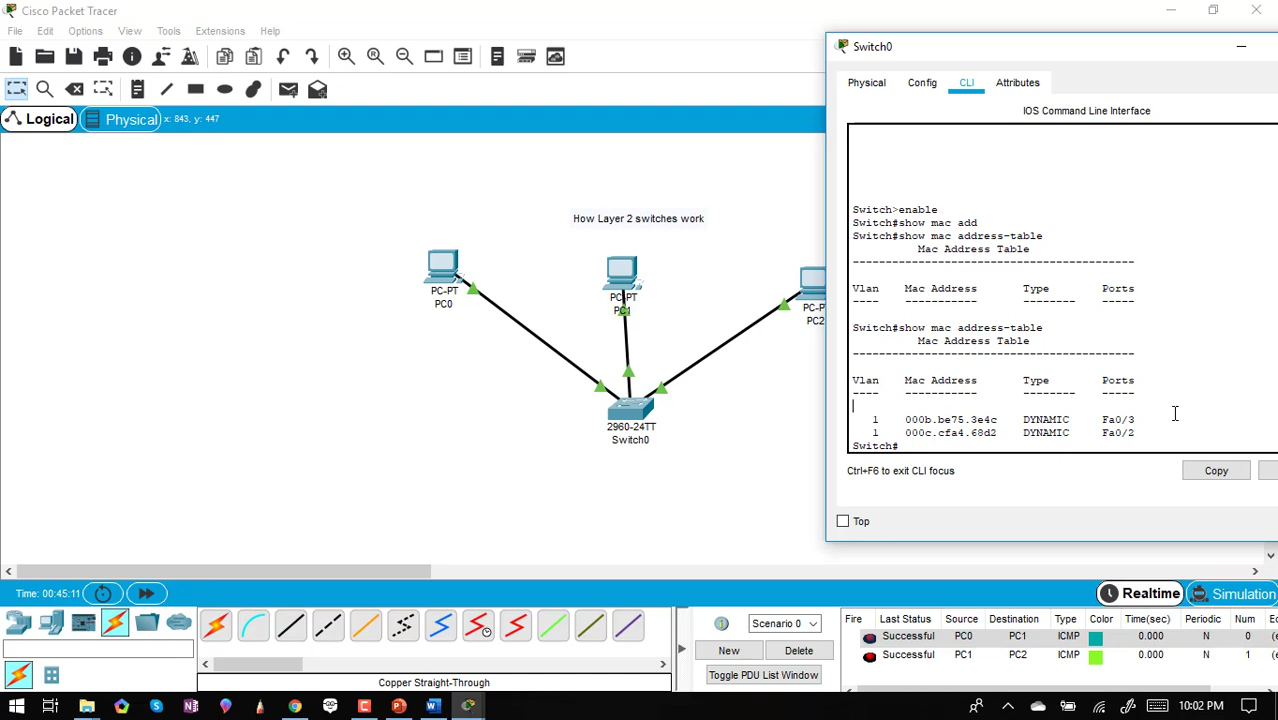 Cisco Packet Tracer
File Edit Options View Tools Extensions Help
Logical Physical x: 843, y: 447
How Layer 2 switches work
PC-PT
PC0
PC-PT
PC1
PC-P
PC2
2960-24TT
Switch0
Switch0
Physical Config CLI Attributes
IOS Command Line Interface
Switch>enable
Switch#show mac add
Switch#show mac address-table
Mac Address Table
-------------------------------------------
Vlan Mac Address Type Ports
---- ----------- -------- -----
Switch#show mac address-table
Mac Address Table
-------------------------------------------
Vlan Mac Address Type Ports
---- ----------- -------- -----
1 000b.be75.3e4c DYNAMIC Fa0/3
1 000c.cfa4.68d2 DYNAMIC Fa0/2
Switch#
Ctrl+F6 to exit CLI focus
Copy
Top
Time: 00:45:11
Realtime Simulation
Copper Straight-Through
Scenario 0
New Delete
Toggle PDU List Window
Fire Last Status Source Destination Type Color Time(sec) Periodic Num Ed
Successful PC0 PC1 ICMP 0.000 N 0 (e
Successful PC1 PC2 ICMP 0.000 N 1 (e
10:02 PM